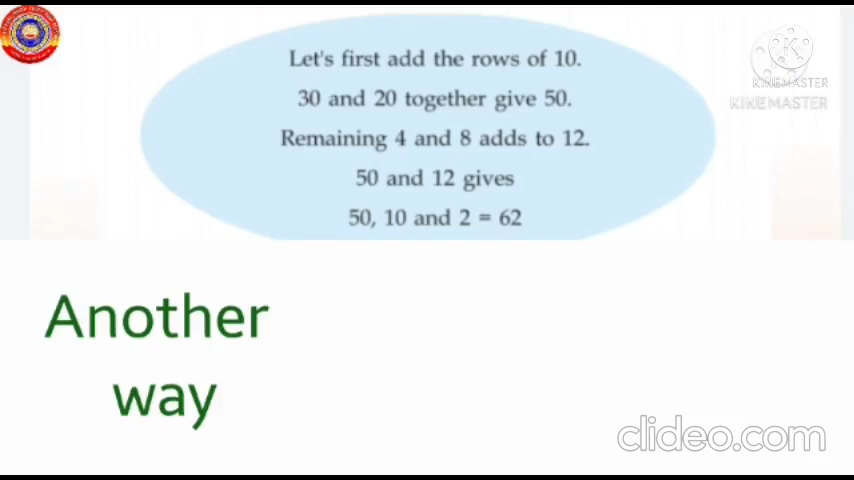 Let's first add the rows of 10.
30 and 20 together give 50.
Remaining 4 and 8 adds to 12.
50 and 12 gives
50, 10 and 2 = 62
KINEMASTER
KINEMASTER
Another
way
clideo.com